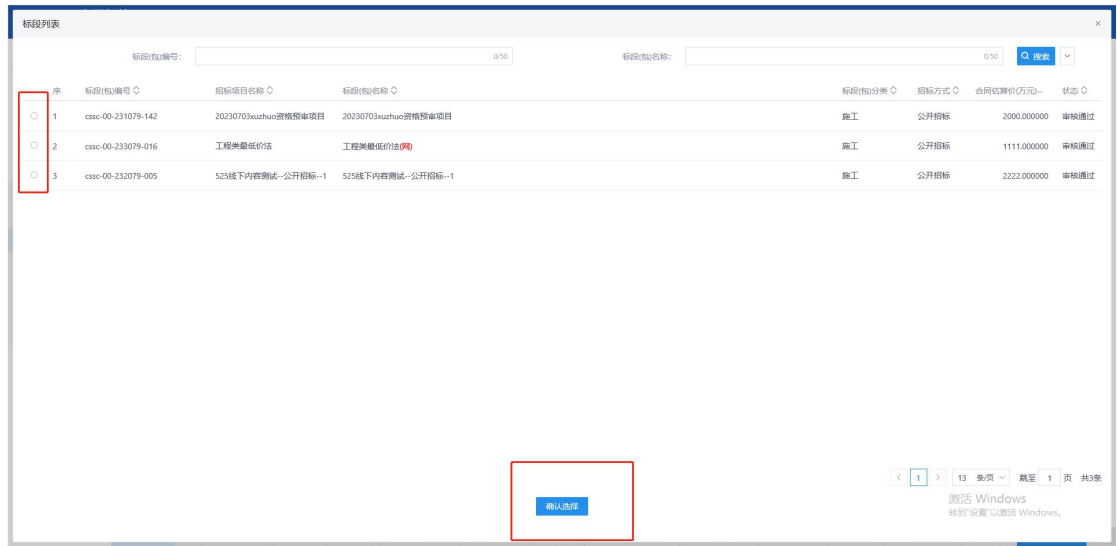 标段列表 ×
标段(包)编号: 0/50 标段(包)名称: 0/50 搜索
序 标段(包)编号 招标项目名称 标段(包)名称 标段(包)分类 招标方式 合同估算价(万元)... 状态
1 cssc-00-231079-142 20230703xuzhuo资格预审项目 20230703xuzhuo资格预审项目 施工 公开招标 2000.000000 审核通过
2 cssc-00-233079-016 工程类最低价法 工程类最低价法(网) 施工 公开招标 1111.000000 审核通过
3 cssc-00-232079-005 525线下内容测试--公开招标--1 525线下内容测试--公开招标--1 施工 公开招标 2222.000000 审核通过
< 1 > 13 条/页 跳至 1 页 共3条
确认选择
激活 Windows
转到"设置"以激活 Windows。